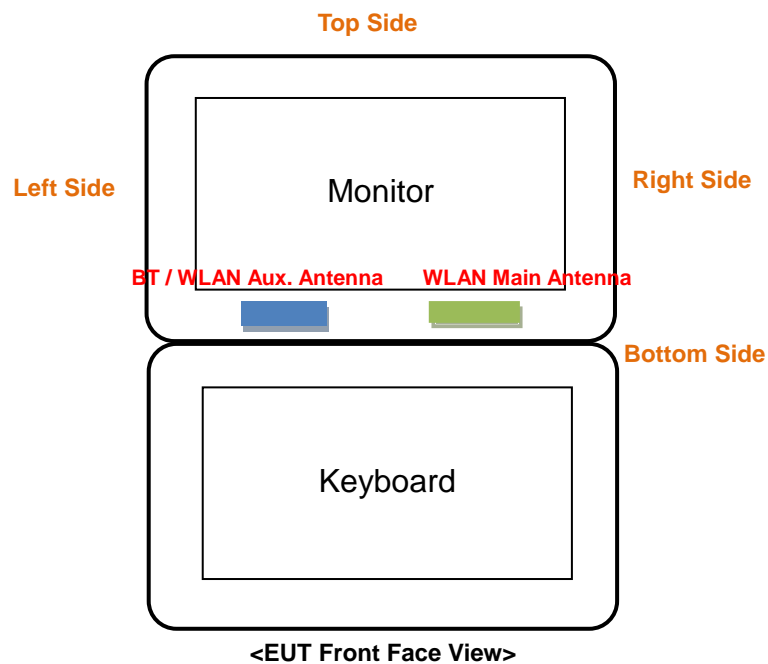 Top Side
Left Side
Monitor
Right Side
BT / WLAN Aux. Antenna
WLAN Main Antenna
Bottom Side
Keyboard
<EUT Front Face View>